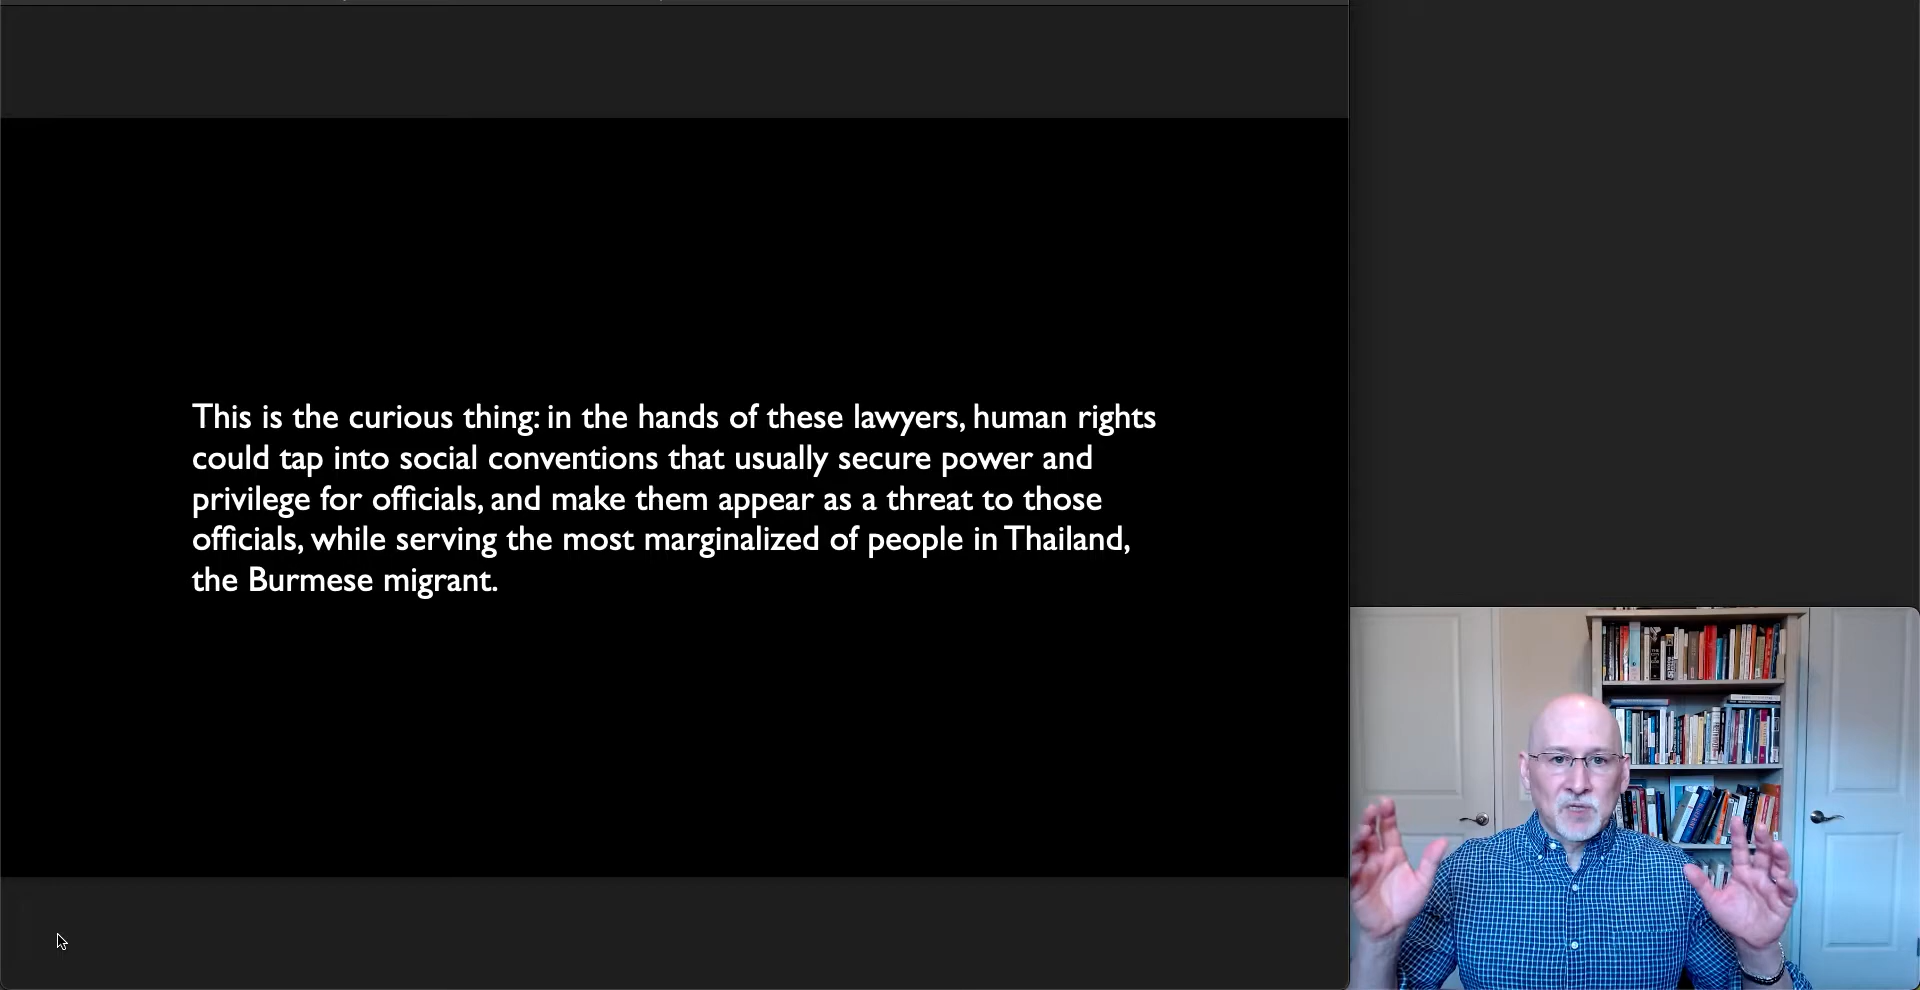 This is the curious thing: in the hands of these lawyers, human rights
could tap into social conventions that usually secure power and
privilege for officials, and make them appear as a threat to those
officials, while serving the most marginalized of people in Thailand,
the Burmese migrant.